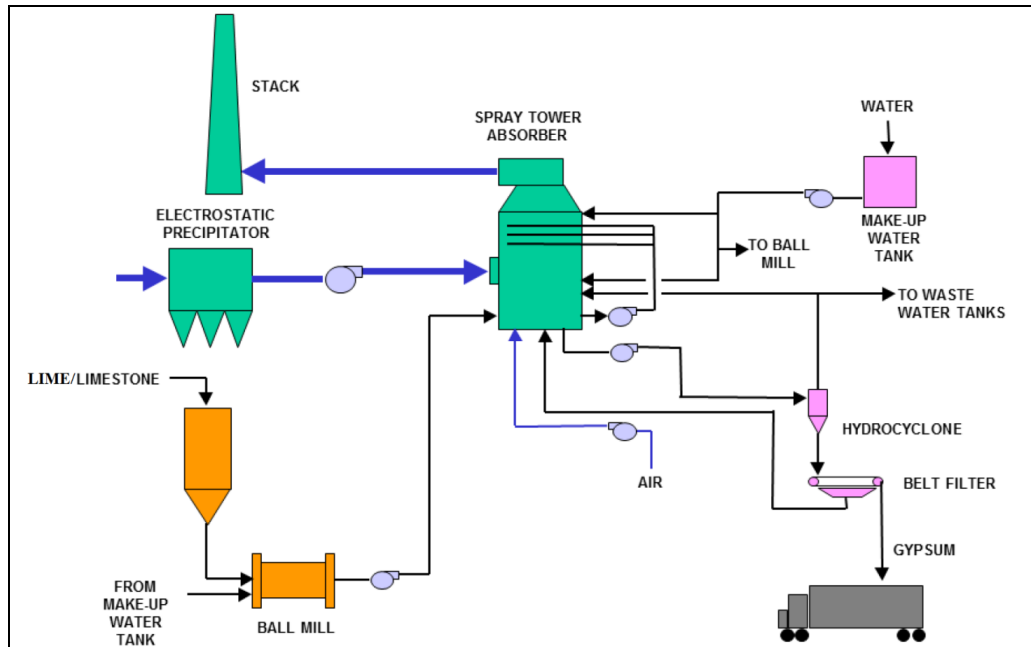 STACK
SPRAY TOWER
ABSORBER
WATER
ELECTROSTATIC
PRECIPITATOR
MAKE-UP
WATER
TANK
TO BALL
MILL
TO WASTE
WATER TANKS
LIME/LIMESTONE
HYDROCYCLONE
AIR
BELT FILTER
GYPSUM
FROM
MAKE-UP
WATER
TANK
BALL MILL